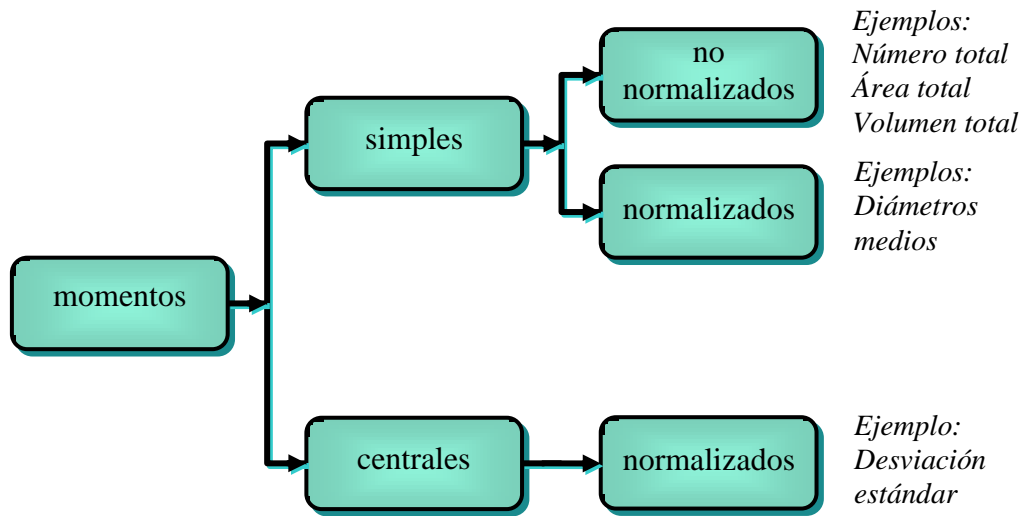 Ejemplos:
Número total
Área total
Volumen total
no
normalizados
simples
Ejemplos:
Diámetros
medios
normalizados
momentos
centrales
normalizados
Ejemplo:
Desviación
estándar